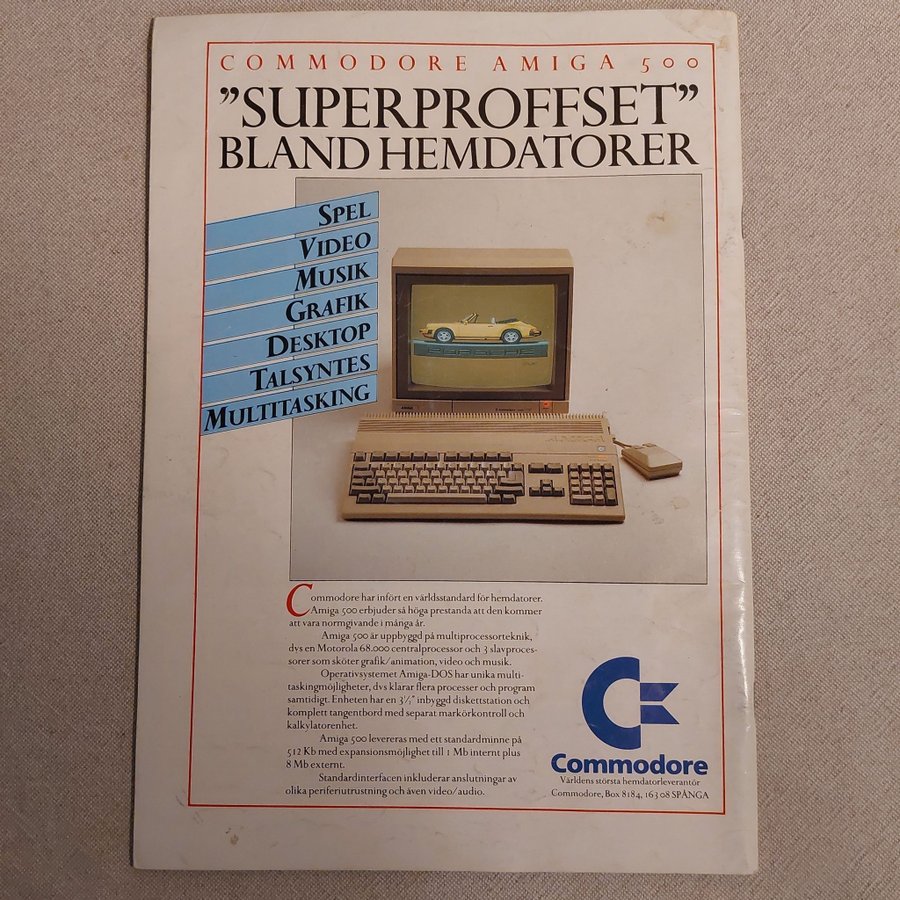 COMMODORE AMIGA 500
”SUPERPROFFSET”
BLAND HEMDATORER
SPEL
VIDEO
MUSIK
GRAFIK
DESKTOP
TALSYNTES
MULTITASKING
PORSCHE
Commodore har infört en världsstandard för hemdatorer.
Amiga 500 erbjuder så höga prestanda att den kommer
att vara normgivande i många år.
Amiga 500 är uppbyggd på multiprocessorteknik,
dvs en Motorola 68.000 centralprocessor och 3 slavproces-
sorer som sköter grafik/animation, video och musik.
Operativsystemet Amiga-DOS har unika multi-
taskingmöjligheter, dvs klarar flera processer och program
samtidigt. Enheten har en 3½" inbyggd diskettstation och
komplett tangentbord med separat markörkontroll och
kalkylatorenhet.
Amiga 500 levereras med ett standardminne på
512 Kb med expansionsmöjlighet till 1 Mb internt plus
8 Mb externt.
Standardinterfacen inkluderar anslutningar av
olika periferiutrustning och även video/audio.
Commodore
Världens största hemdatorleverantör
Commodore, Box 8184, 163 08 SPÅNGA